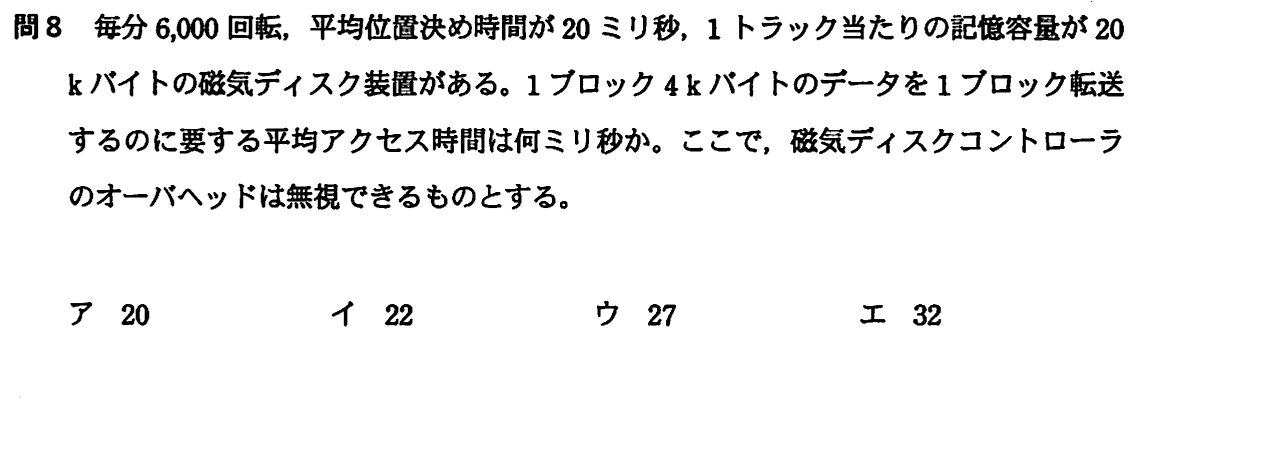 問8　毎分 6,000 回転，平均位置決め時間が 20 ミリ秒，1 トラック当たりの記憶容量が 20
k バイトの磁気ディスク装置がある。1 ブロック 4 k バイトのデータを 1 ブロック転送
するのに要する平均アクセス時間は何ミリ秒か。ここで，磁気ディスクコントローラ
のオーバヘッドは無視できるものとする。
ア　20　イ　22　ウ　27　エ　32